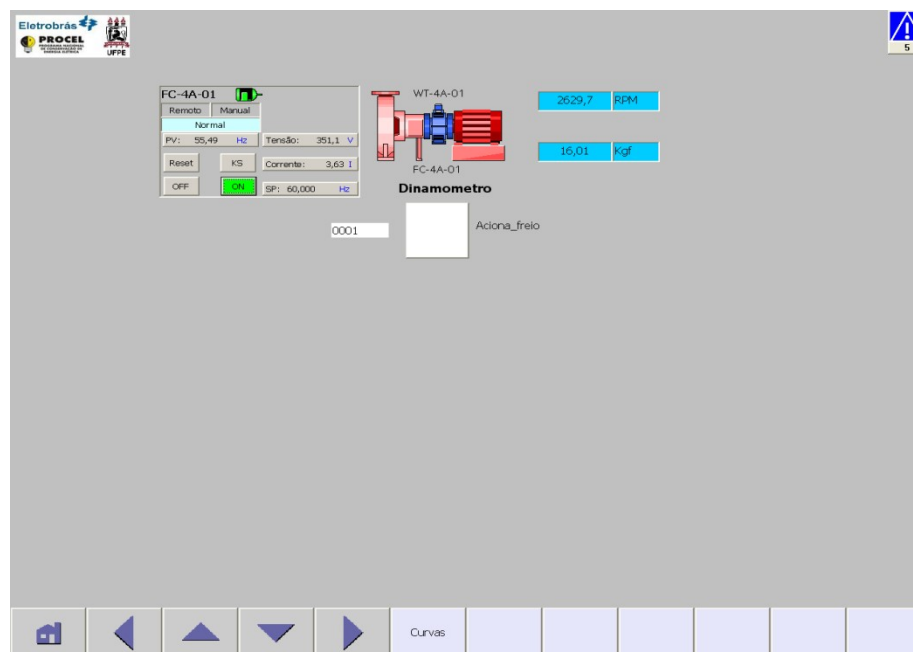 Eletrobrás
PROCEL
UFPE
5
FC-4A-01
Remoto Manual
Normal
PV: 55,49 Hz Tensão: 351,1 V
Reset KS Corrente: 3,63 I
OFF ON SP: 60,000 Hz
WT-4A-01
FC-4A-01
Dinamometro
2629,7 RPM
16,01 Kgf
0001 Aciona_freio
Curvas